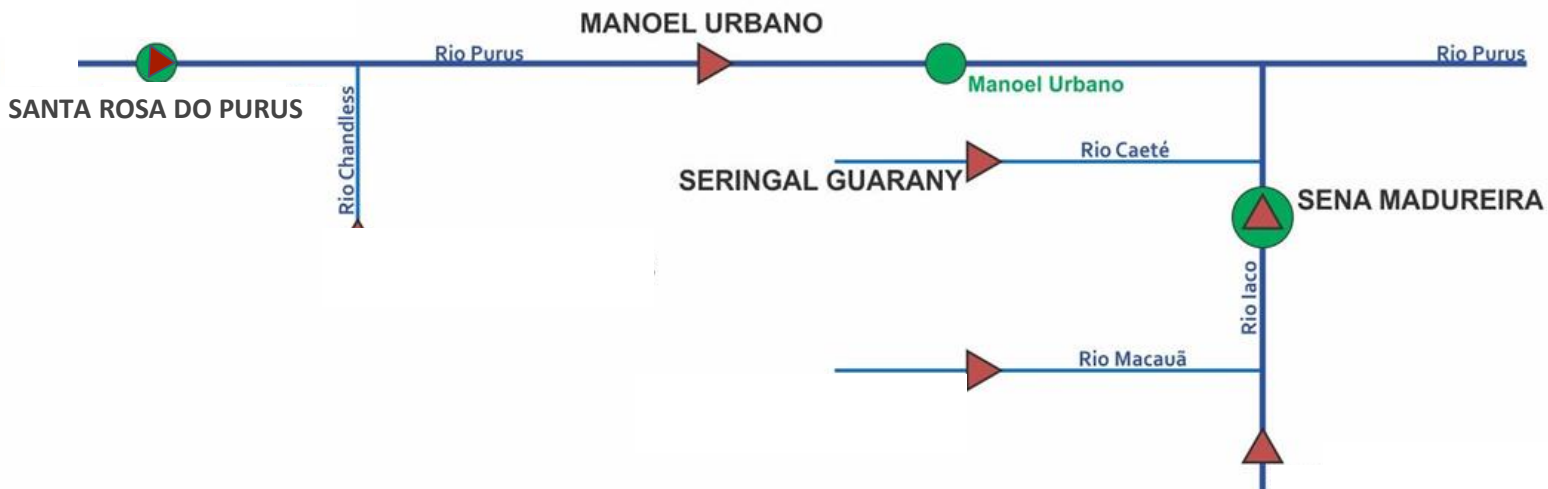 MANOEL URBANO
Rio Purus
Rio Purus
Manoel Urbano
SANTA ROSA DO PURUS
Rio Chandless
Rio Caeté
SERINGAL GUARANY
SENA MADUREIRA
Rio Iaco
Rio Macauã